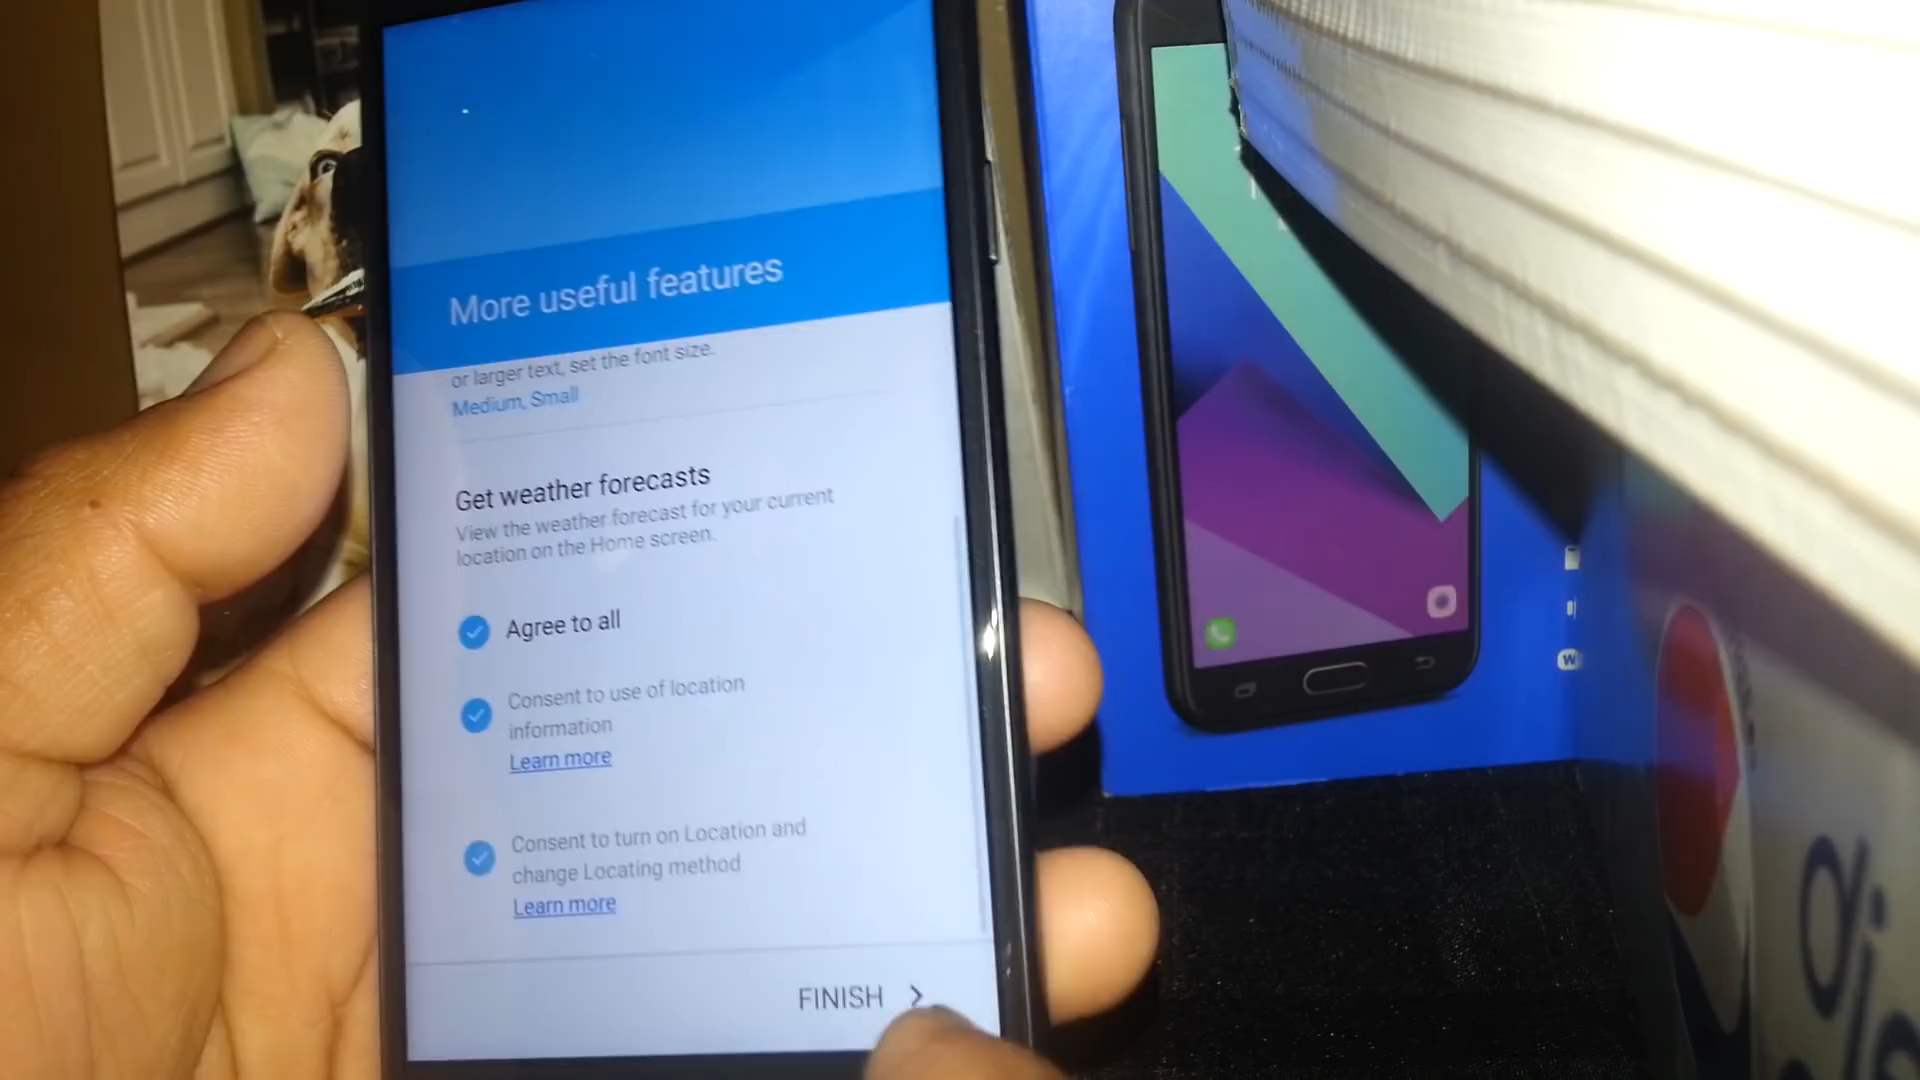 More useful features
or larger text, set the font size.
Medium, Small
Get weather forecasts
View the weather forecast for your current
location on the Home screen.
Agree to all
Consent to use of location
information
Learn more
Consent to turn on Location and
change Locating method
Learn more
FINISH